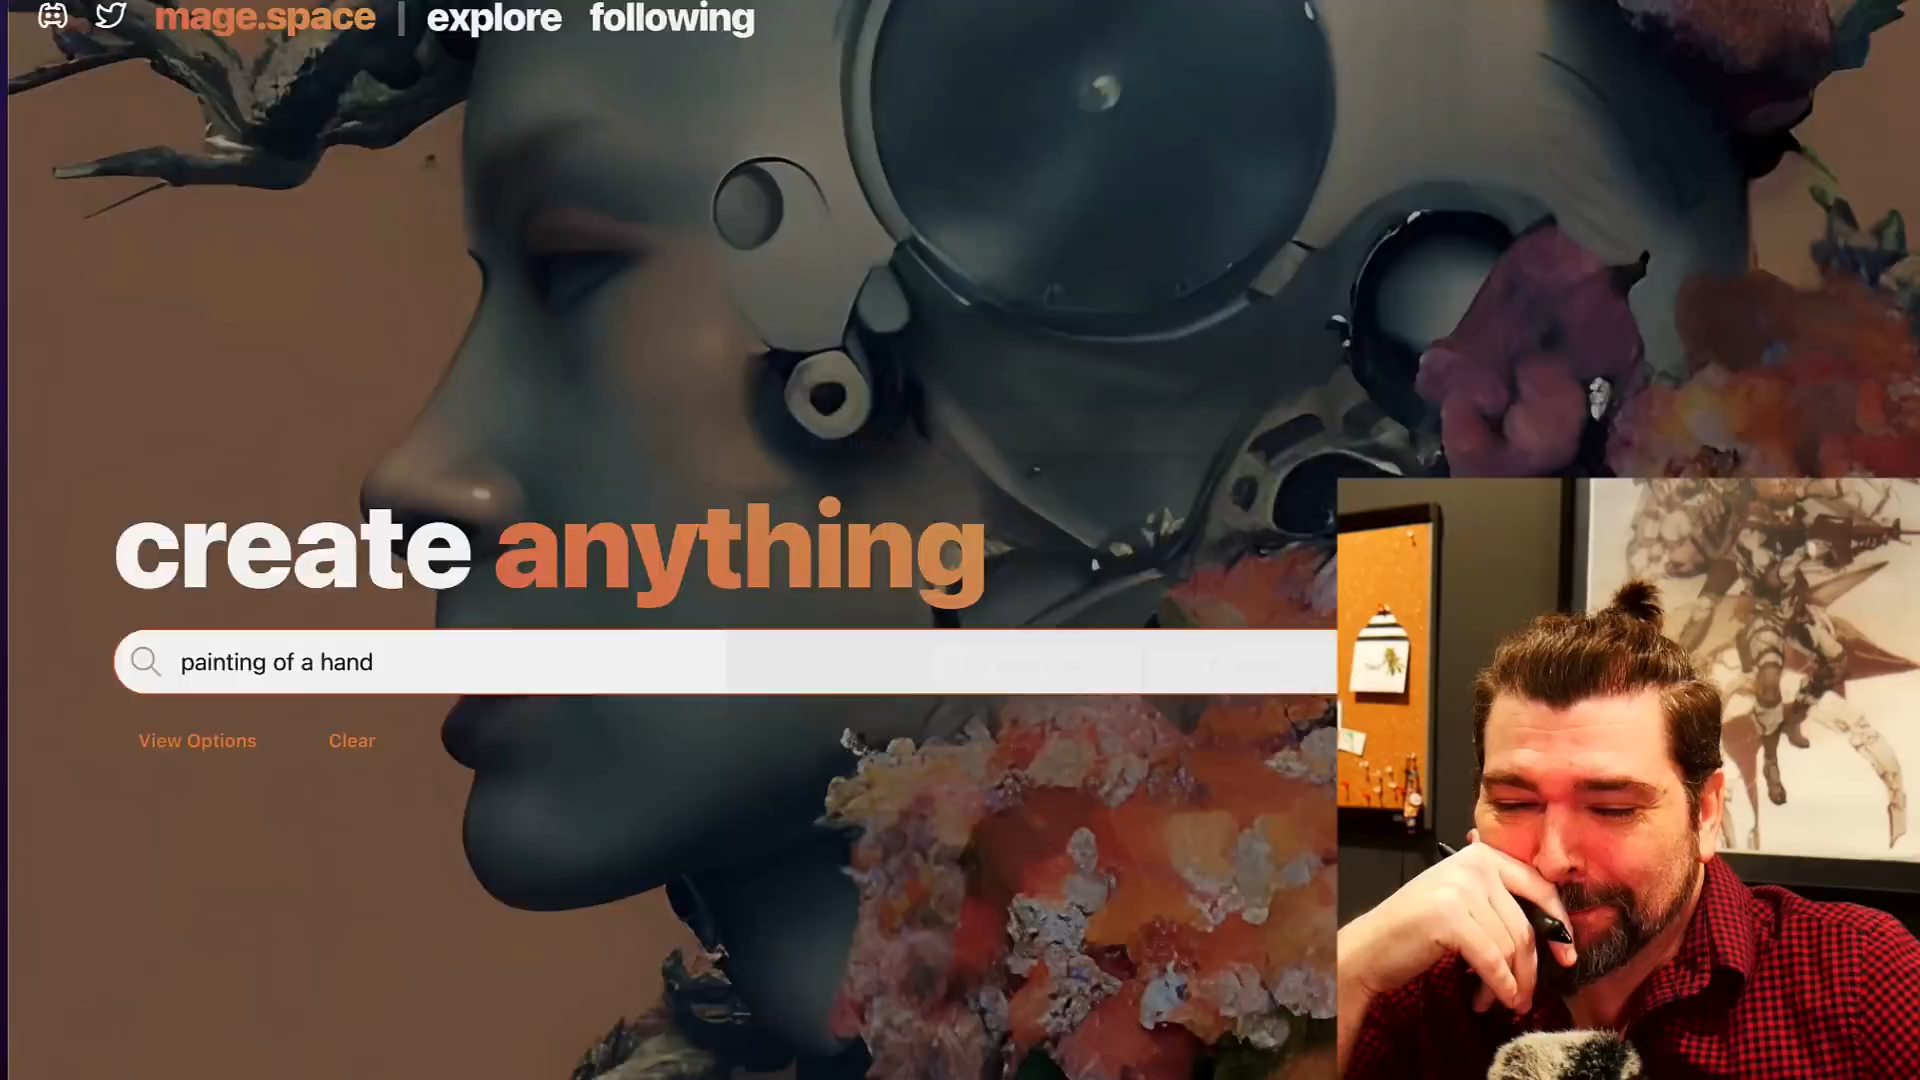 mage.space | explore following
create anything
painting of a hand
View Options Clear